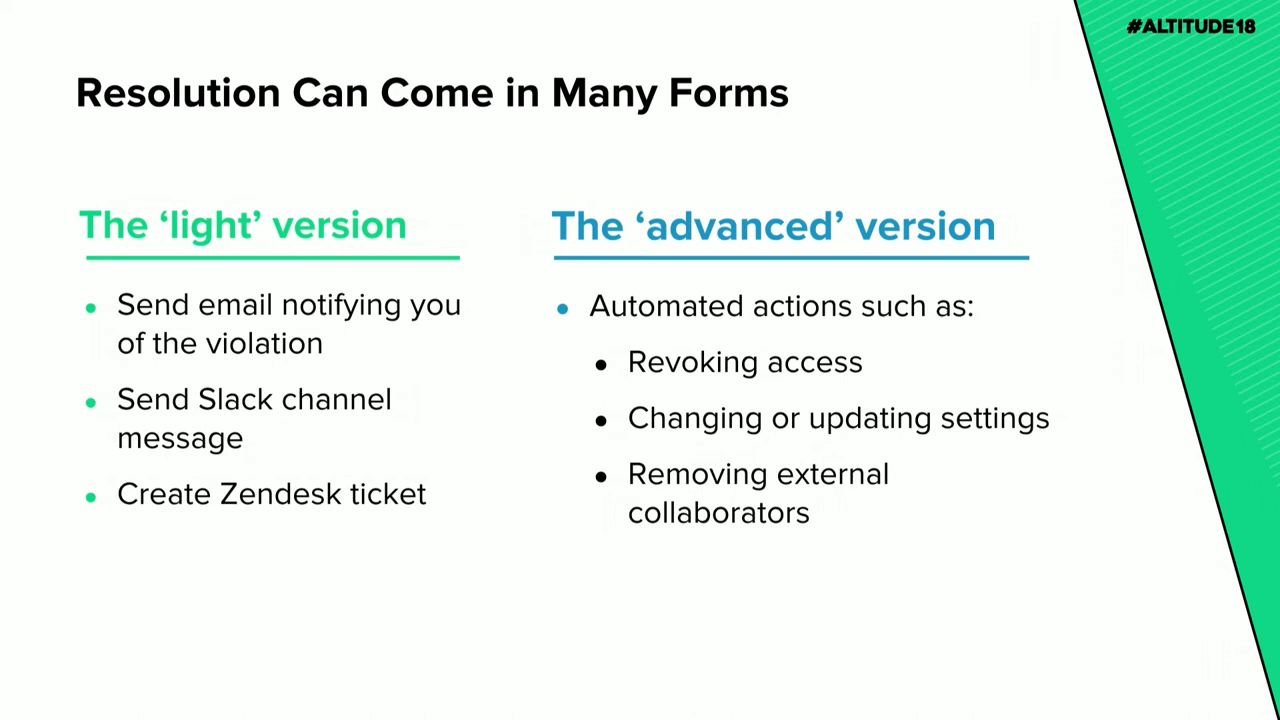 #ALTITUDE18
Resolution Can Come in Many Forms
The ‘light’ version
• Send email notifying you
of the violation
• Send Slack channel
message
• Create Zendesk ticket
The ‘advanced’ version
• Automated actions such as:
• Revoking access
• Changing or updating settings
• Removing external
collaborators